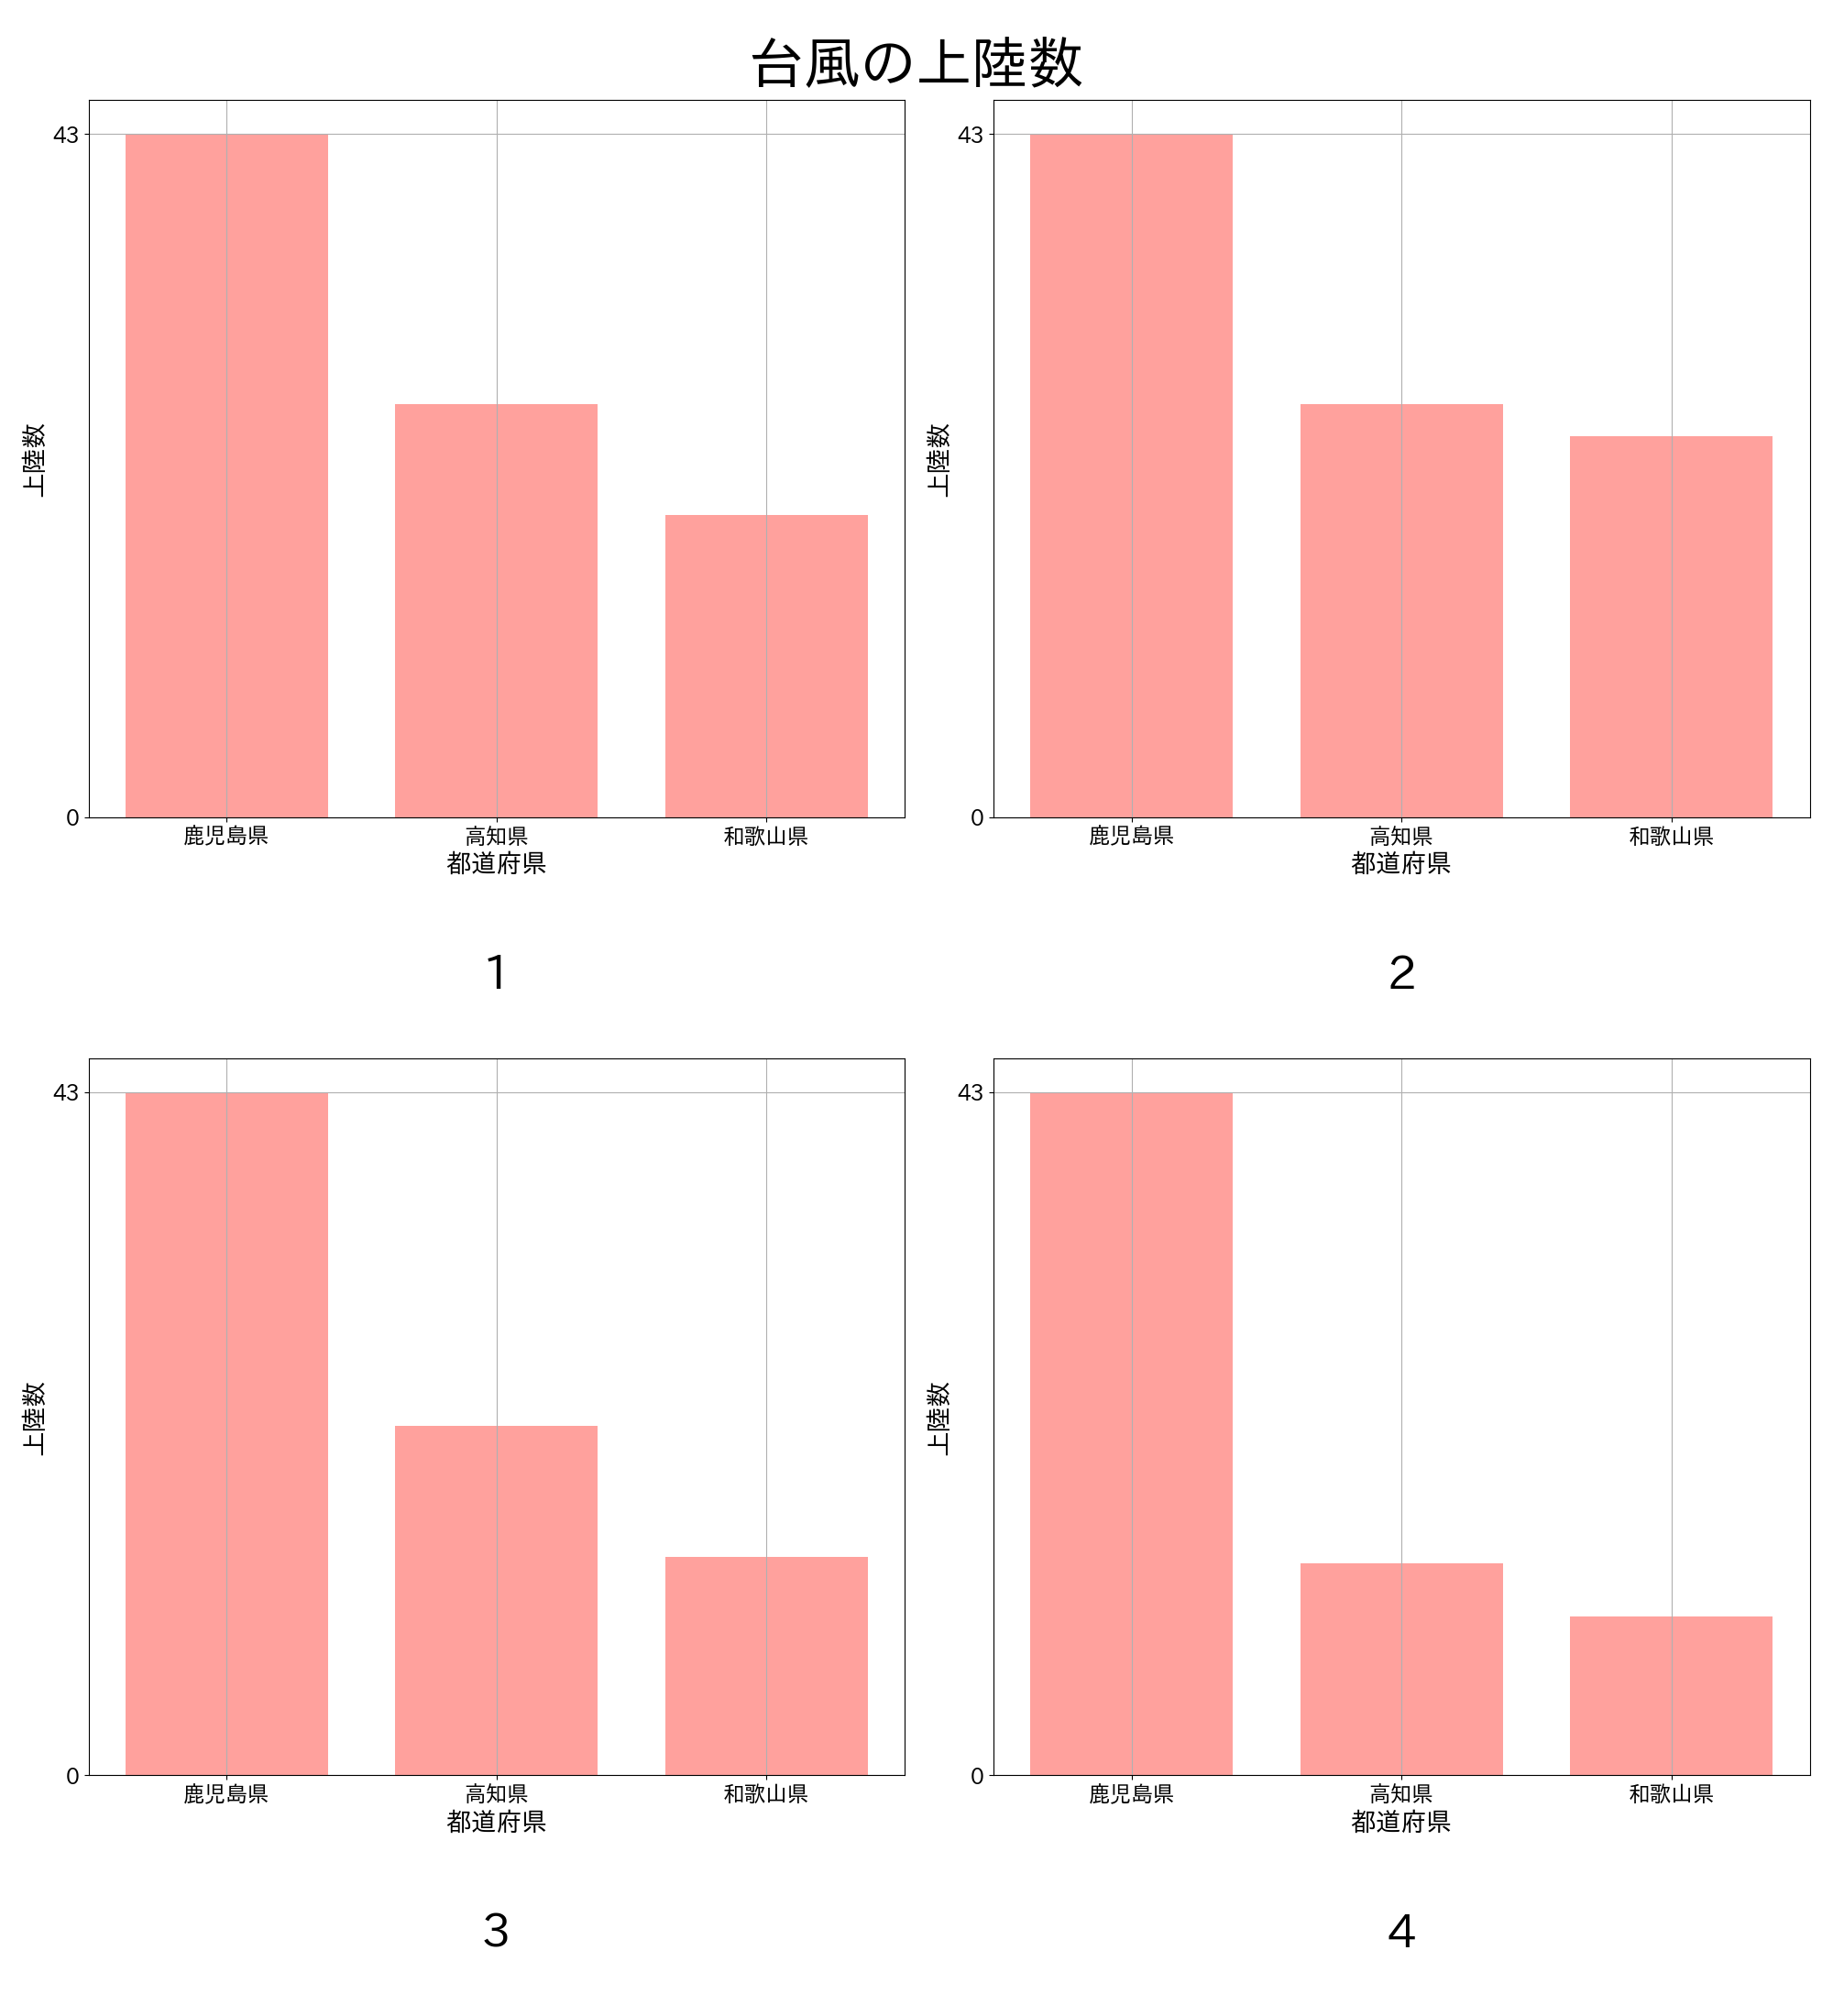 台風の上陸数
43
0
上陸数
鹿児島県 高知県 和歌山県
都道府県
1
43
0
上陸数
鹿児島県 高知県 和歌山県
都道府県
2
43
0
上陸数
鹿児島県 高知県 和歌山県
都道府県
3
43
0
上陸数
鹿児島県 高知県 和歌山県
都道府県
4